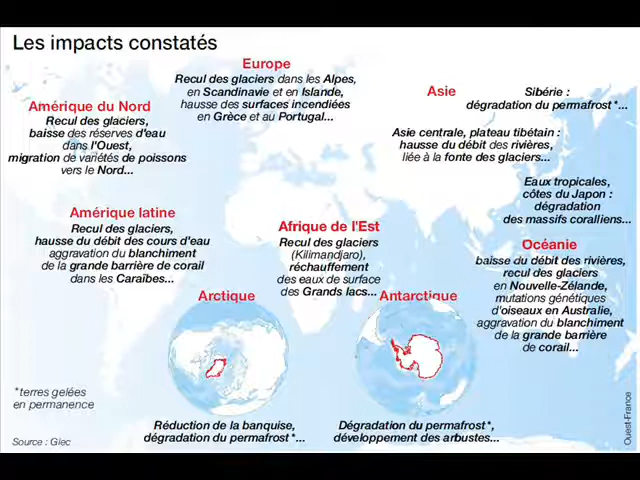 Les impacts constatés
Europe
Recul des glaciers dans les Alpes,
en Scandinavie et en Islande,
hausse des surfaces incendiées
en Grèce et au Portugal...
Asie
Sibérie :
dégradation du permafrost*...
Amérique du Nord
Recul des glaciers,
baisse des réserves d'eau
dans l'Ouest,
migration de variétés de poissons
vers le Nord...
Asie centrale, plateau tibétain :
hausse du débit des rivières,
liée à la fonte des glaciers...
Eaux tropicales,
côtes du Japon :
dégradation
des massifs coralliens...
Amérique latine
Recul des glaciers,
hausse du débit des cours d'eau
aggravation du blanchiment
de la grande barrière de corail
dans les Caraïbes...
Afrique de l'Est
Recul des glaciers
(Kilimandjaro),
réchauffement
des eaux de surface
des Grands lacs...
Océanie
baisse du débit des rivières,
recul des glaciers
en Nouvelle-Zélande,
mutations génétiques
d'oiseaux en Australie,
aggravation du blanchiment
de la grande barrière
de corail...
Arctique
Antarctique
*terres gelées
en permanence
Réduction de la banquise,
dégradation du permafrost*...
Dégradation du permafrost*,
développement des arbustes...
Source : Giec
Ouest-France